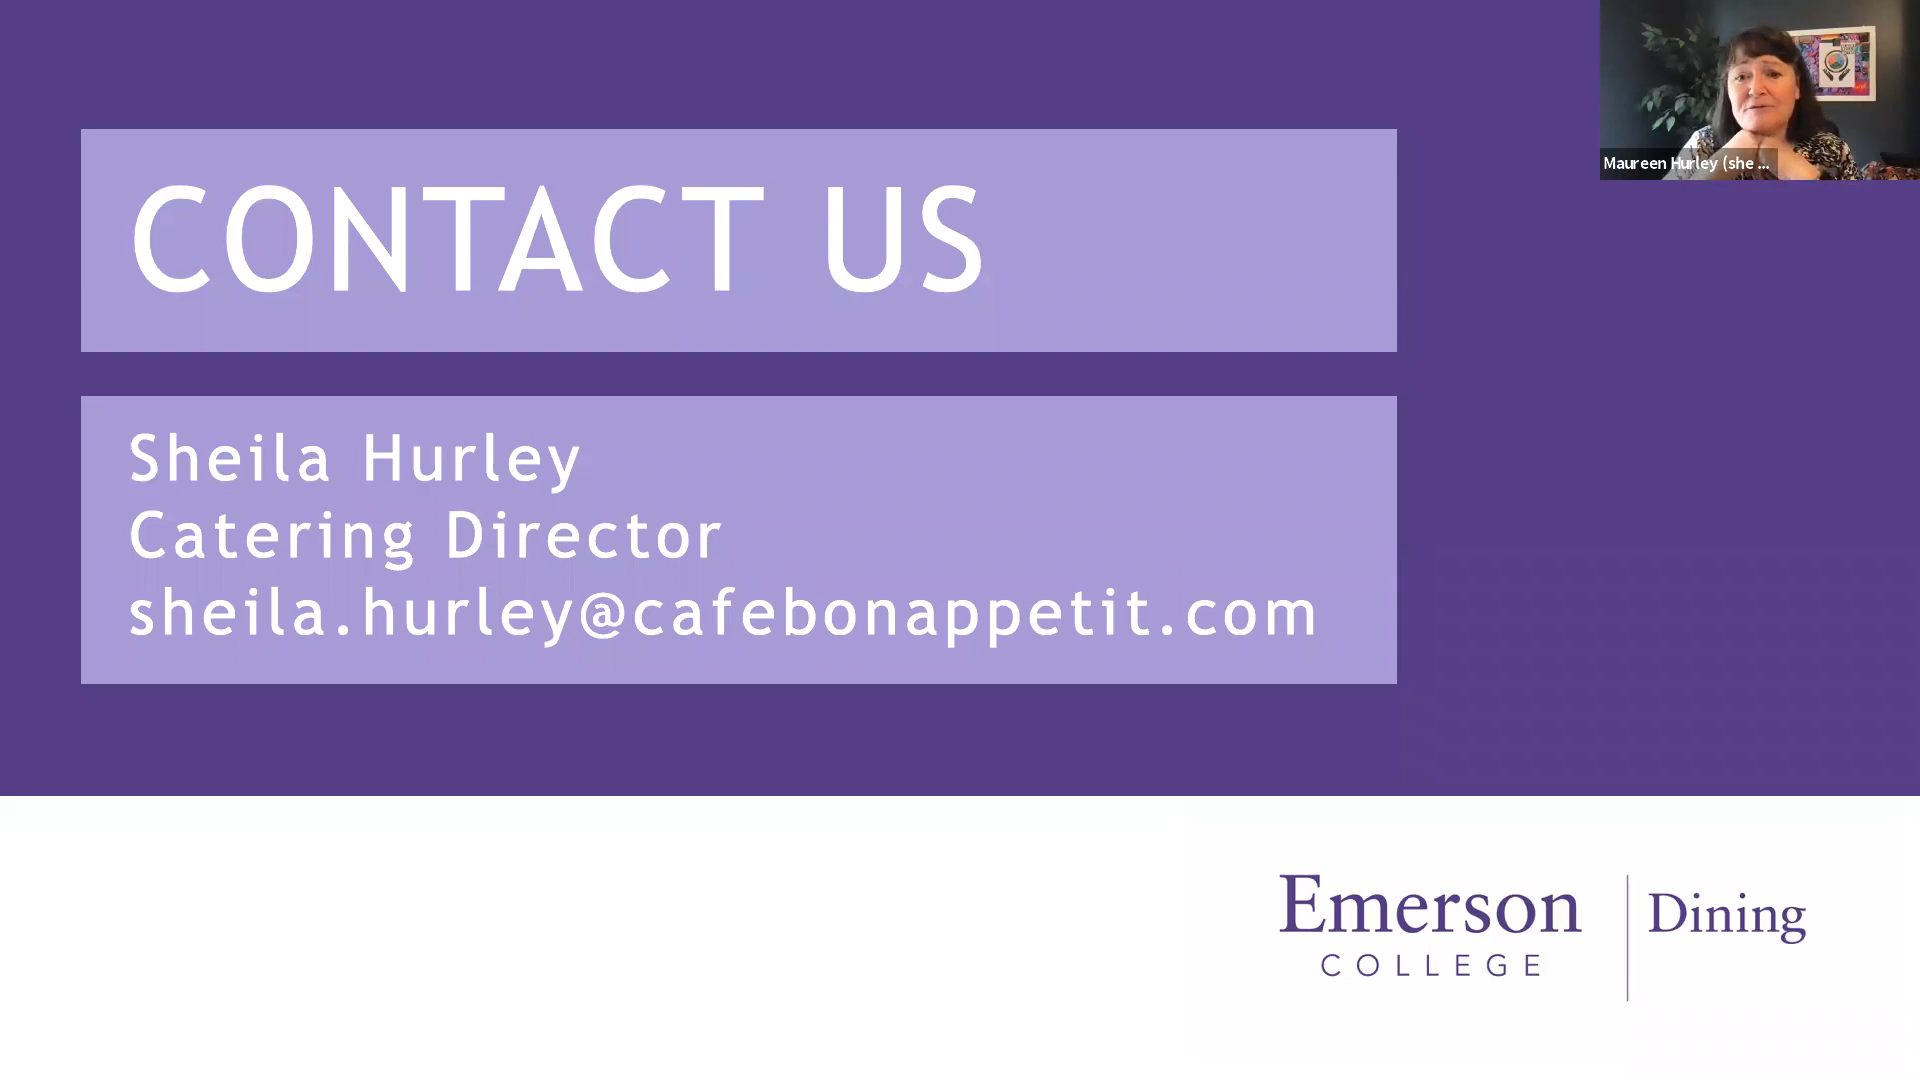 CONTACT US
Sheila Hurley
Catering Director
sheila.hurley@cafebonappetit.com
Maureen Hurley (she ...
Emerson
COLLEGE
Dining